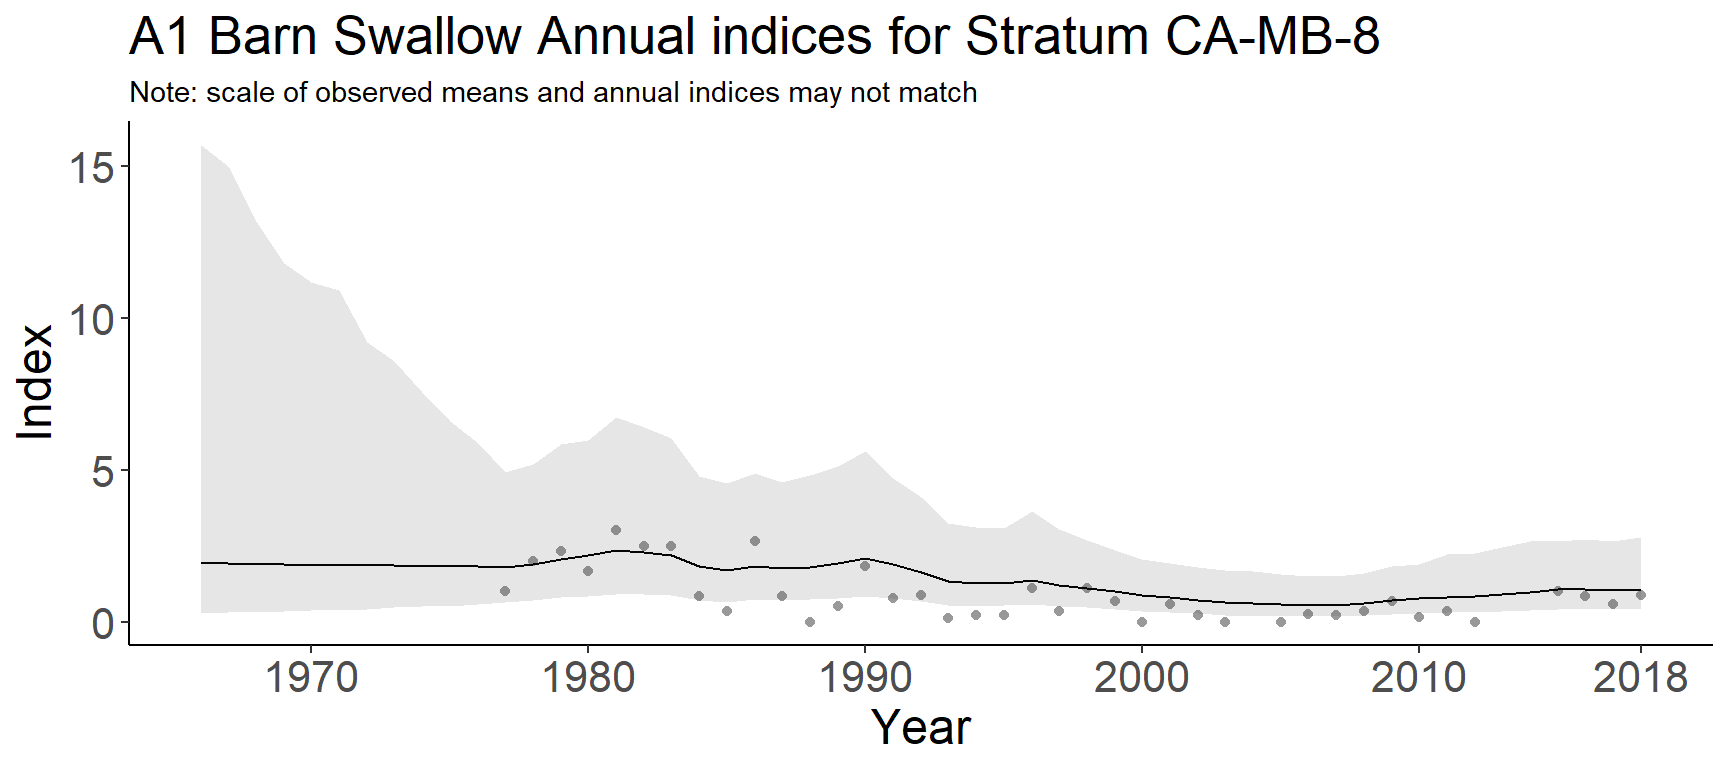 A1 Barn Swallow Annual indices for Stratum CA-MB-8
Note: scale of observed means and annual indices may not match
15
10
5
0
Index
1970 1980 1990 2000 2010 2018
Year